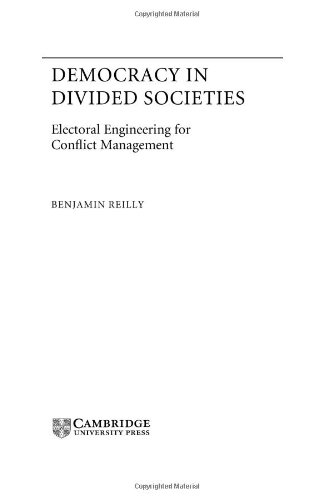 Copyrighted Material
DEMOCRACY IN
DIVIDED SOCIETIES
Electoral Engineering for
Conflict Management
BENJAMIN REILLY
CAMBRIDGE
UNIVERSITY PRESS
Copyrighted Material